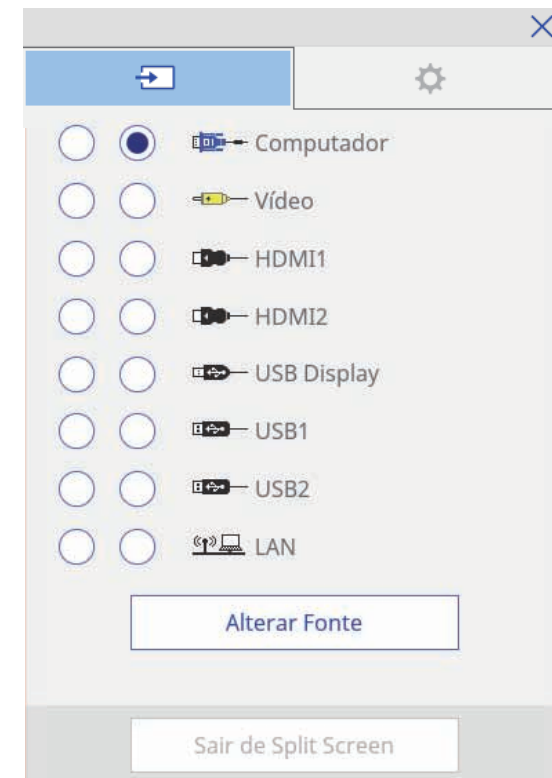 Computador
Vídeo
HDMI1
HDMI2
USB Display
USB1
USB2
LAN
Alterar Fonte
Sair de Split Screen